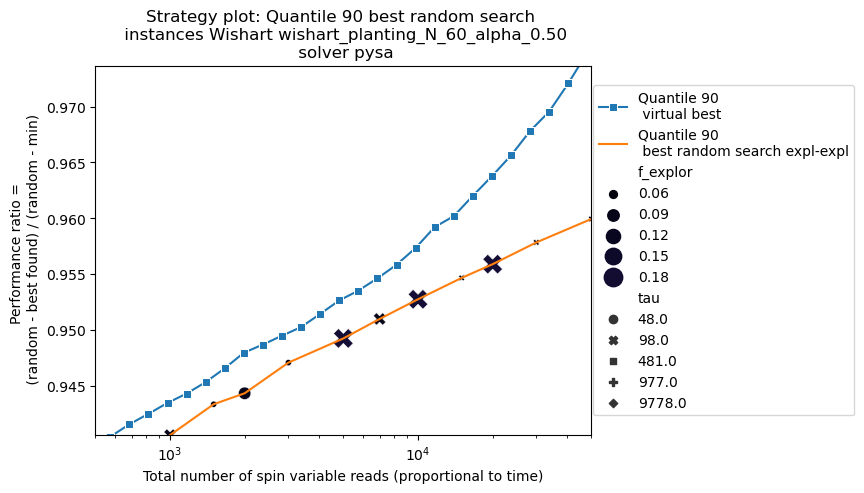 Strategy plot: Quantile 90 best random search
instances Wishart wishart_planting_N_60_alpha_0.50
solver pysa
Performance ratio =
(random - best found) / (random - min)
0.970
0.965
0.960
0.955
0.950
0.945
10³
10⁴
Total number of spin variable reads (proportional to time)
Quantile 90
virtual best
Quantile 90
best random search expl-expl
f_explor
0.06
0.09
0.12
0.15
0.18
tau
48.0
98.0
481.0
977.0
9778.0